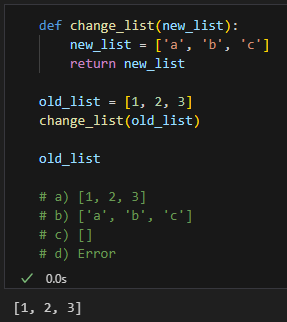 def change_list(new_list):
    new_list = ['a', 'b', 'c']
    return new_list

old_list = [1, 2, 3]
change_list(old_list)

old_list

# a) [1, 2, 3]
# b) ['a', 'b', 'c']
# c) []
# d) Error
✓ 0.0s
[1, 2, 3]